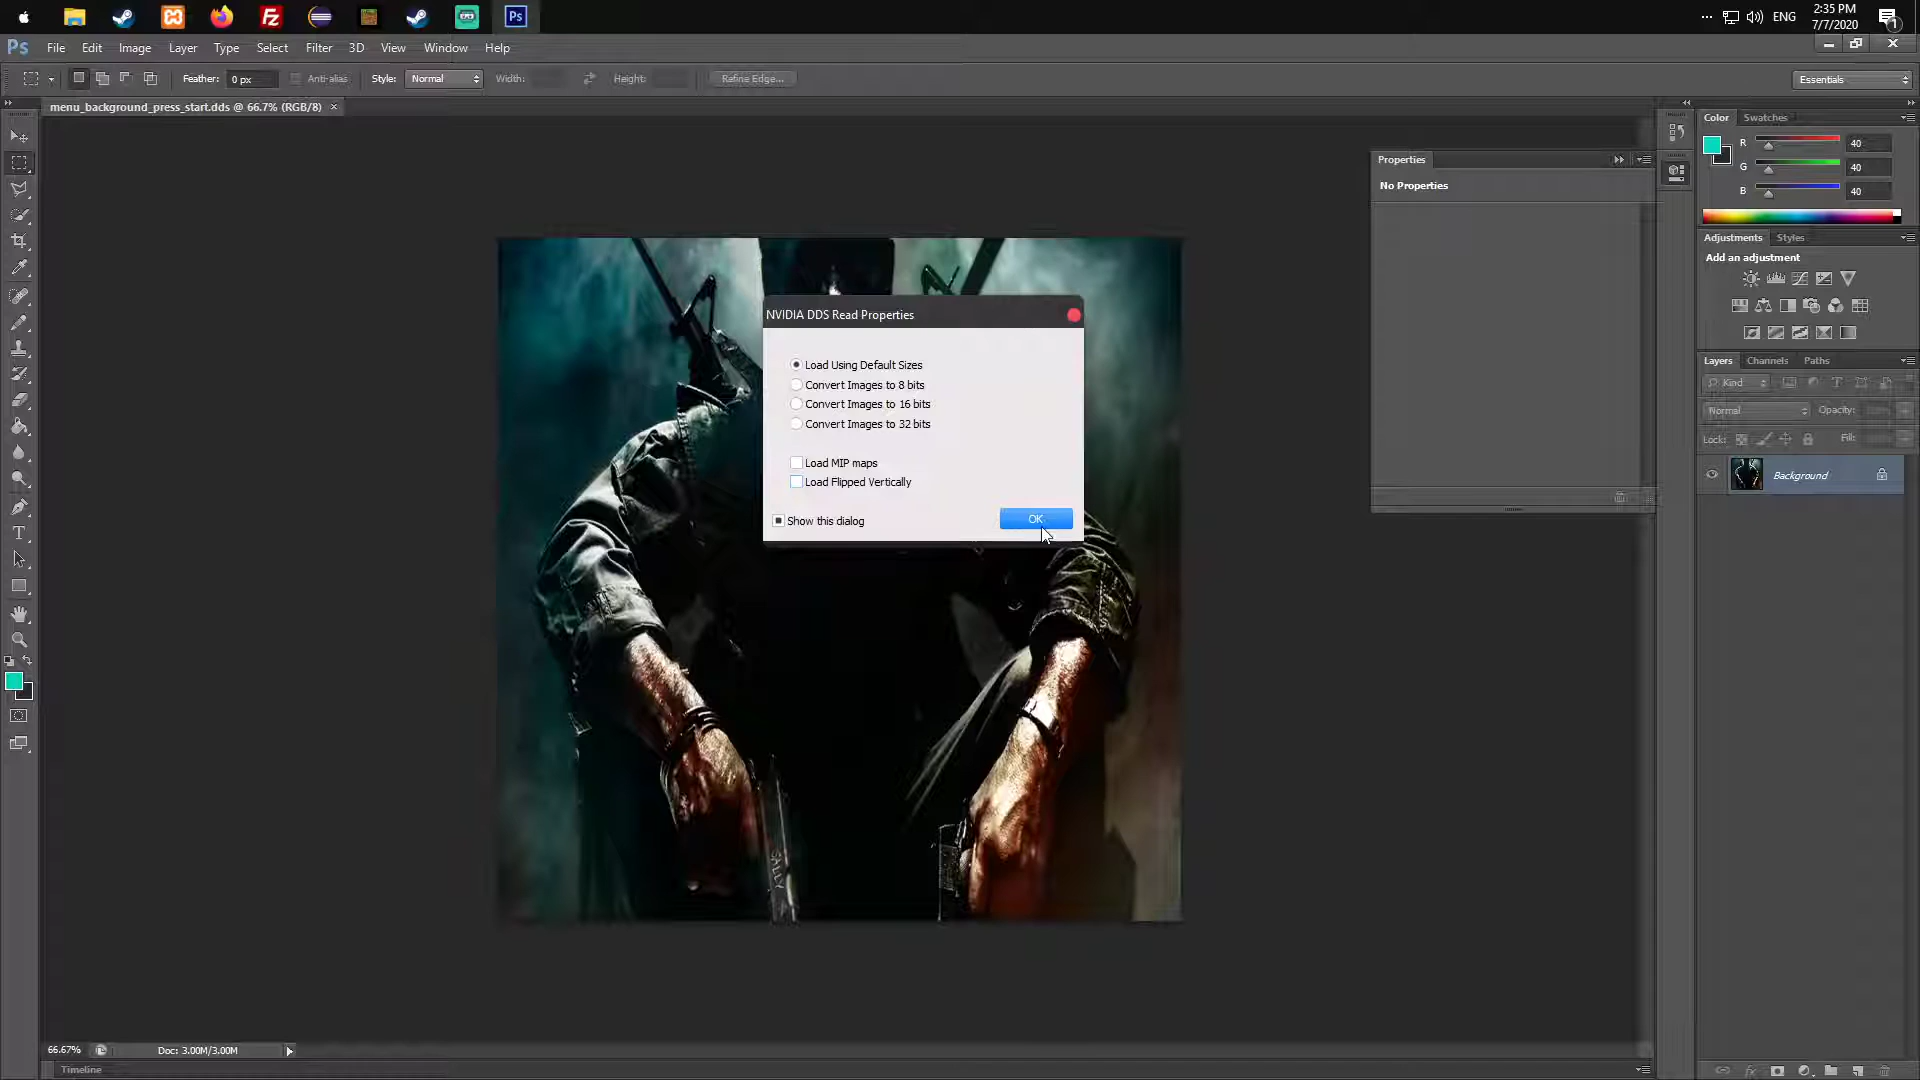 ENG
2:35 PM
7/7/2020
1
Ps
Ps File Edit Image Layer Type Select Filter 3D View Window Help
Feather: 0 px Anti-alias Style: Normal Width: Height: Refine Edge... Essentials
menu_background_press_start.dds @ 66.7% (RGB/8) ×
Color Swatches
R 40
G 40
B 40
Properties
No Properties
Adjustments Styles
Add an adjustment
NVIDIA DDS Read Properties
Load Using Default Sizes
Convert Images to 8 bits
Convert Images to 16 bits
Convert Images to 32 bits
Load MIP maps
Load Flipped Vertically
Show this dialog
OK
Layers Channels Paths
Kind
Normal Opacity:
Lock: Fill:
Background
SALLY
66.67% Doc: 3.00M/3.00M
Timeline